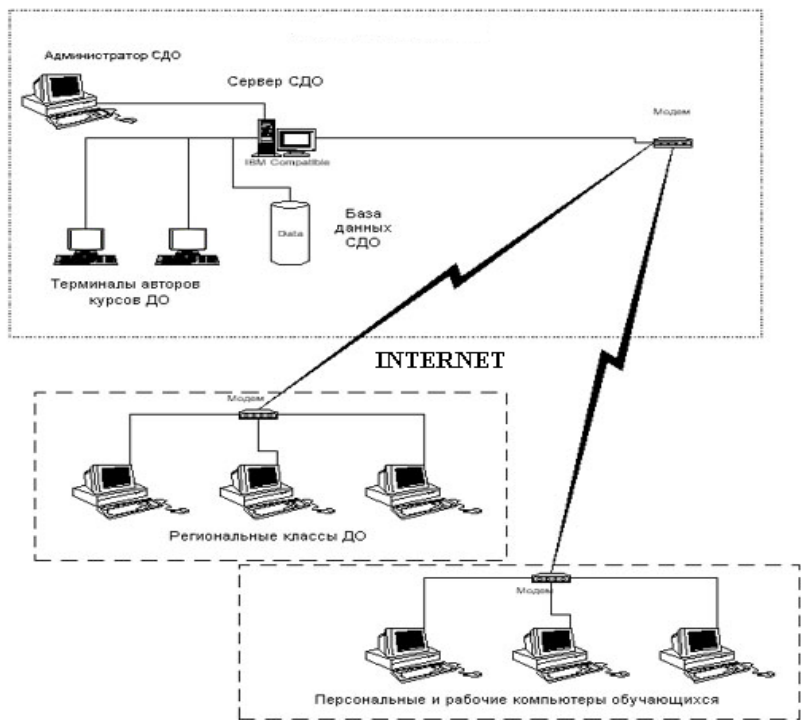 Администратор СДО
Сервер СДО
Модем
IBM Compatible
Data
База
данных
СДО
Терминалы авторов
курсов ДО
INTERNET
Модем
Региональные классы ДО
Модем
Персональные и рабочие компьютеры обучающихся